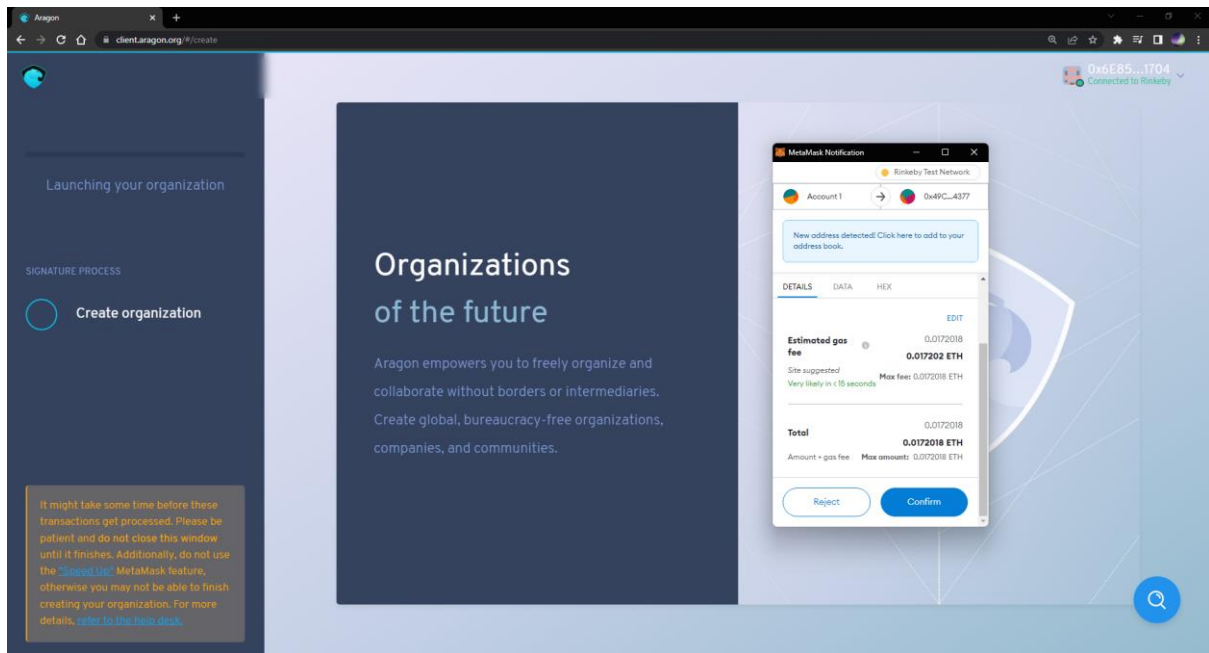 Aragon
client.aragon.org/#/create
0x6E85...1704
Connected to Rinkeby
Launching your organization
SIGNATURE PROCESS
Create organization
It might take some time before these
transactions get processed. Please be
patient and do not close this window
until it finishes. Additionally, do not use
the "Speed Up" MetaMask feature,
otherwise you may not be able to finish
creating your organization. For more
details, refer to the help desk.
Organizations
of the future
Aragon empowers you to freely organize and
collaborate without borders or intermediaries.
Create global, bureaucracy-free organizations,
companies, and communities.
MetaMask Notification
Rinkeby Test Network
Account 1
0x49C...4377
New address detected! Click here to add to your
address book.
DETAILS DATA HEX
EDIT
Estimated gas
fee
0.0172018
0.017202 ETH
Site suggested
Very likely in < 15 seconds
Max fee: 0.0172018 ETH
Total
0.0172018
0.0172018 ETH
Amount + gas fee Max amount: 0.0172018 ETH
Reject Confirm